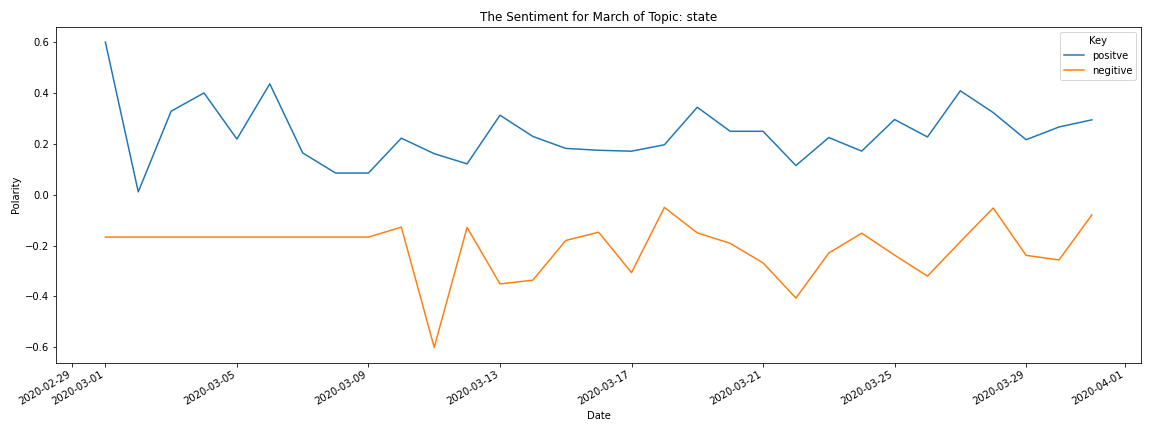 The Sentiment for March of Topic: state
Key
positve
negitive
0.6
0.4
0.2
0.0
−0.2
−0.4
−0.6
Polarity
2020-02-29
2020-03-01
2020-03-05
2020-03-09
2020-03-13
2020-03-17
2020-03-21
2020-03-25
2020-03-29
2020-04-01
Date